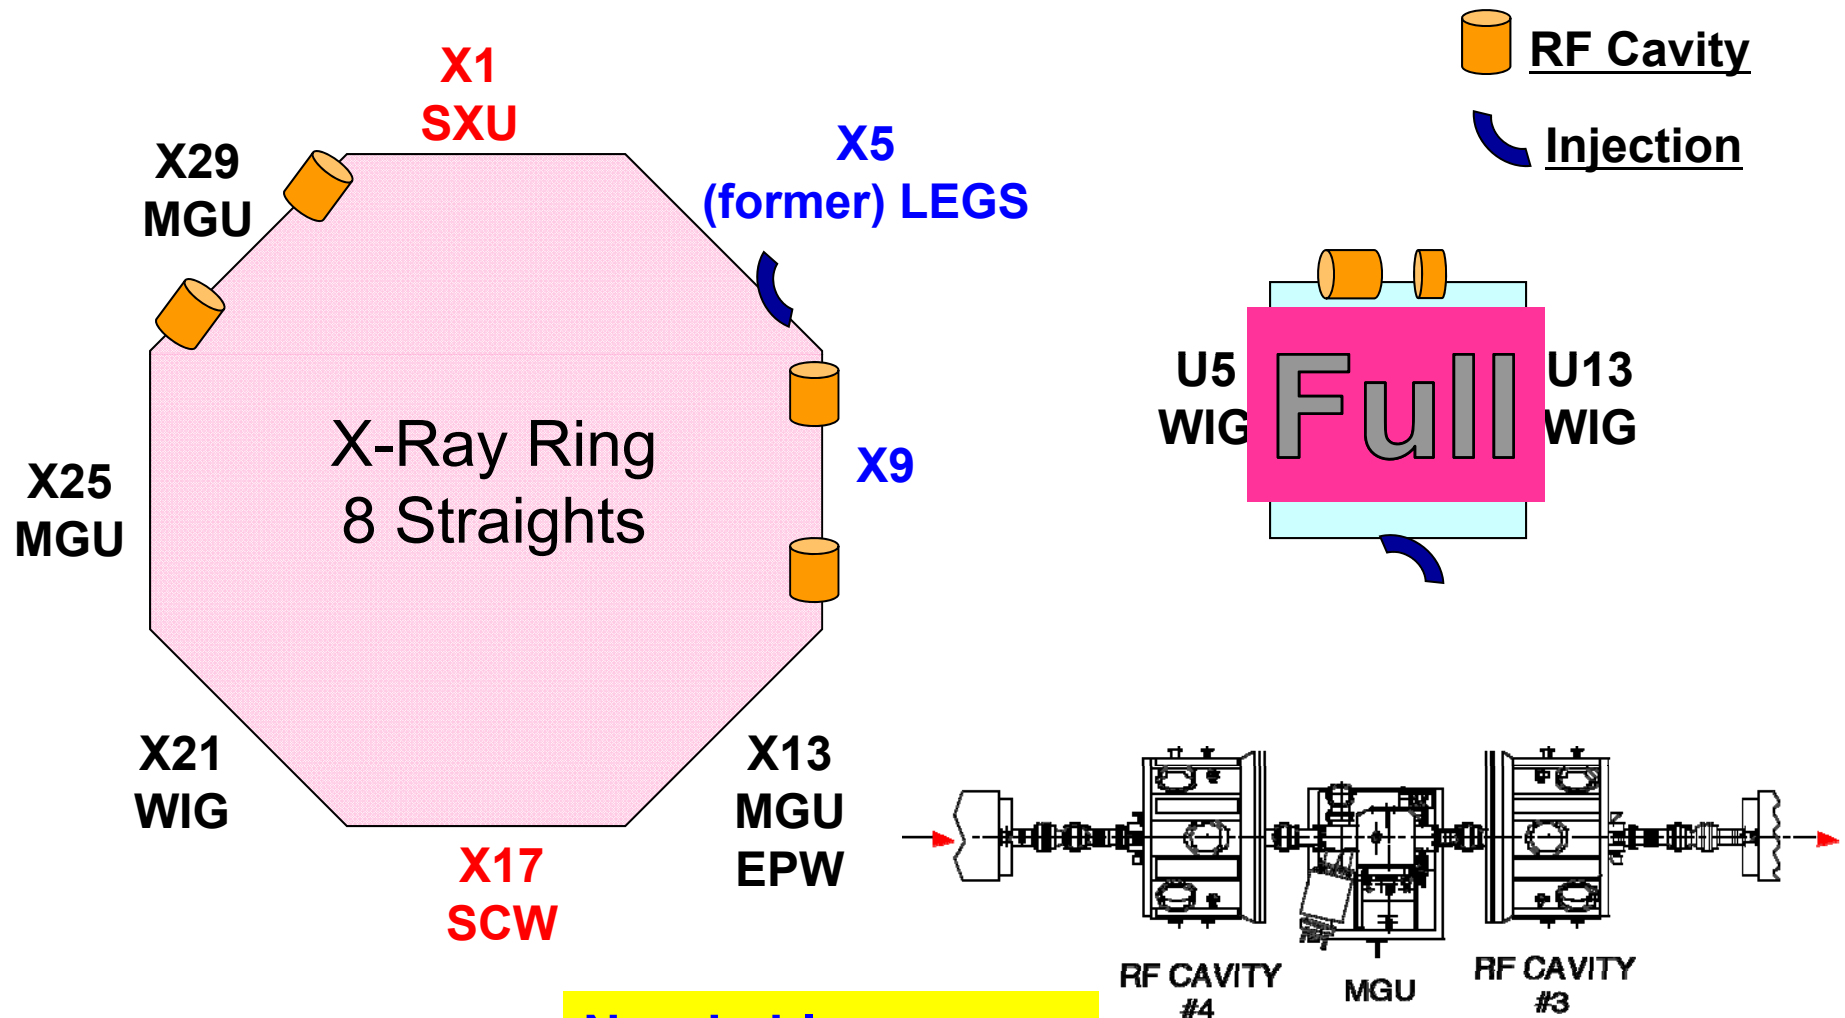 X1
SXU
X29
MGU
X5
(former) LEGS
RF Cavity
Injection
X-Ray Ring
8 Straights
X9
X25
MGU
U5
WIG
Full
U13
WIG
X21
WIG
X17
SCW
X13
MGU
EPW
RF CAVITY
#4
MGU
RF CAVITY
#3